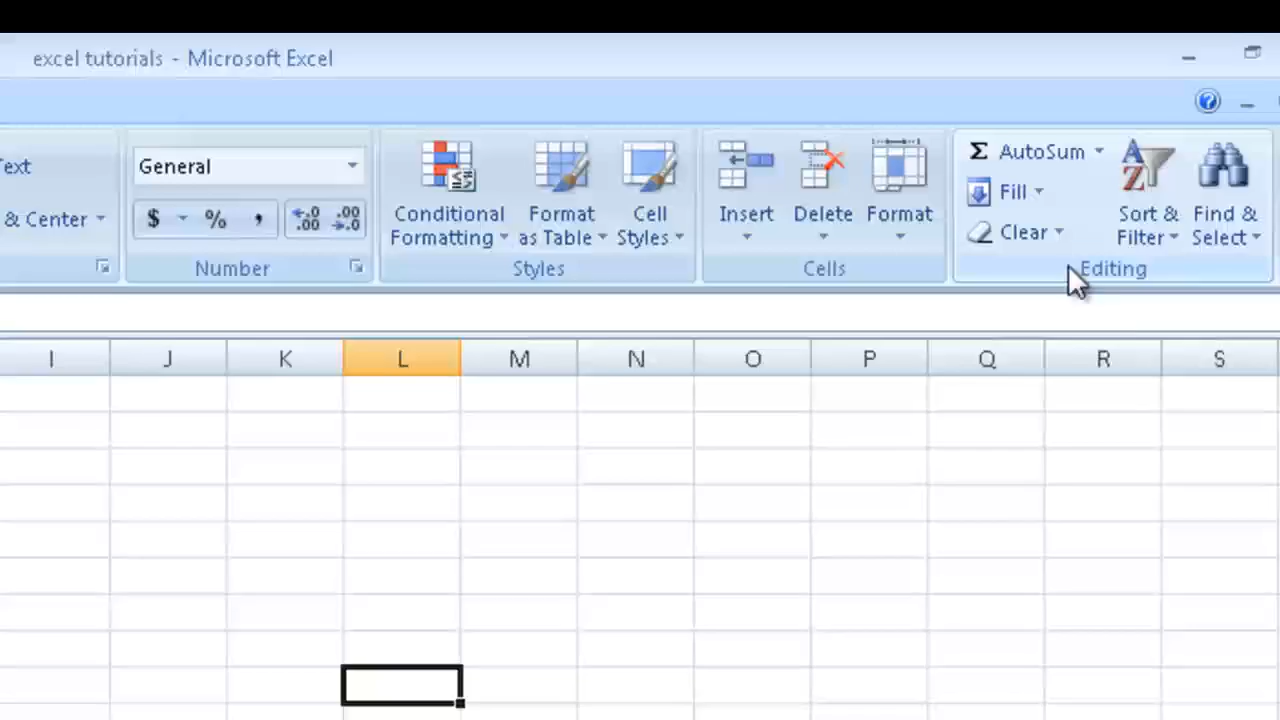 excel tutorials - Microsoft Excel
Text
General
& Center
$ % ,
.0 .00
.00 .0
Number
Conditional
Formatting
Format
as Table
Cell
Styles
Styles
Insert
Delete
Format
Cells
Σ AutoSum
Fill
Clear
Sort &
Filter
Find &
Select
Editing
I J K L M N O P Q R S